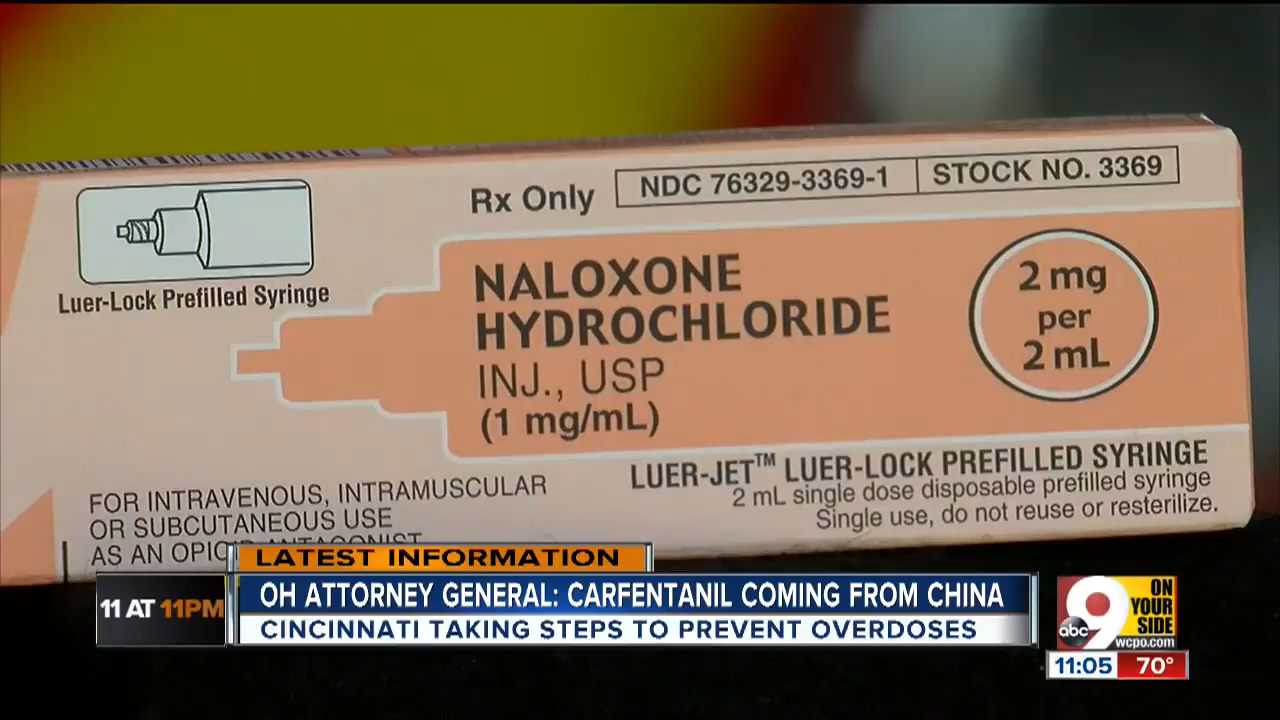 Rx Only
NDC 76329-3369-1 STOCK NO. 3369
Luer-Lock Prefilled Syringe
NALOXONE
HYDROCHLORIDE
INJ., USP
(1 mg/mL)
2 mg
per
2 mL
LUER-JET™ LUER-LOCK PREFILLED SYRINGE
2 mL single dose disposable prefilled syringe
Single use, do not reuse or resterilize.
FOR INTRAVENOUS, INTRAMUSCULAR
OR SUBCUTANEOUS USE
AS AN OPIOID ANTAGONIST
LATEST INFORMATION
11 AT 11PM
OH ATTORNEY GENERAL: CARFENTANIL COMING FROM CHINA
CINCINNATI TAKING STEPS TO PREVENT OVERDOSES
abc 9 ON
YOUR
SIDE
wcpo.com
11:05 70°